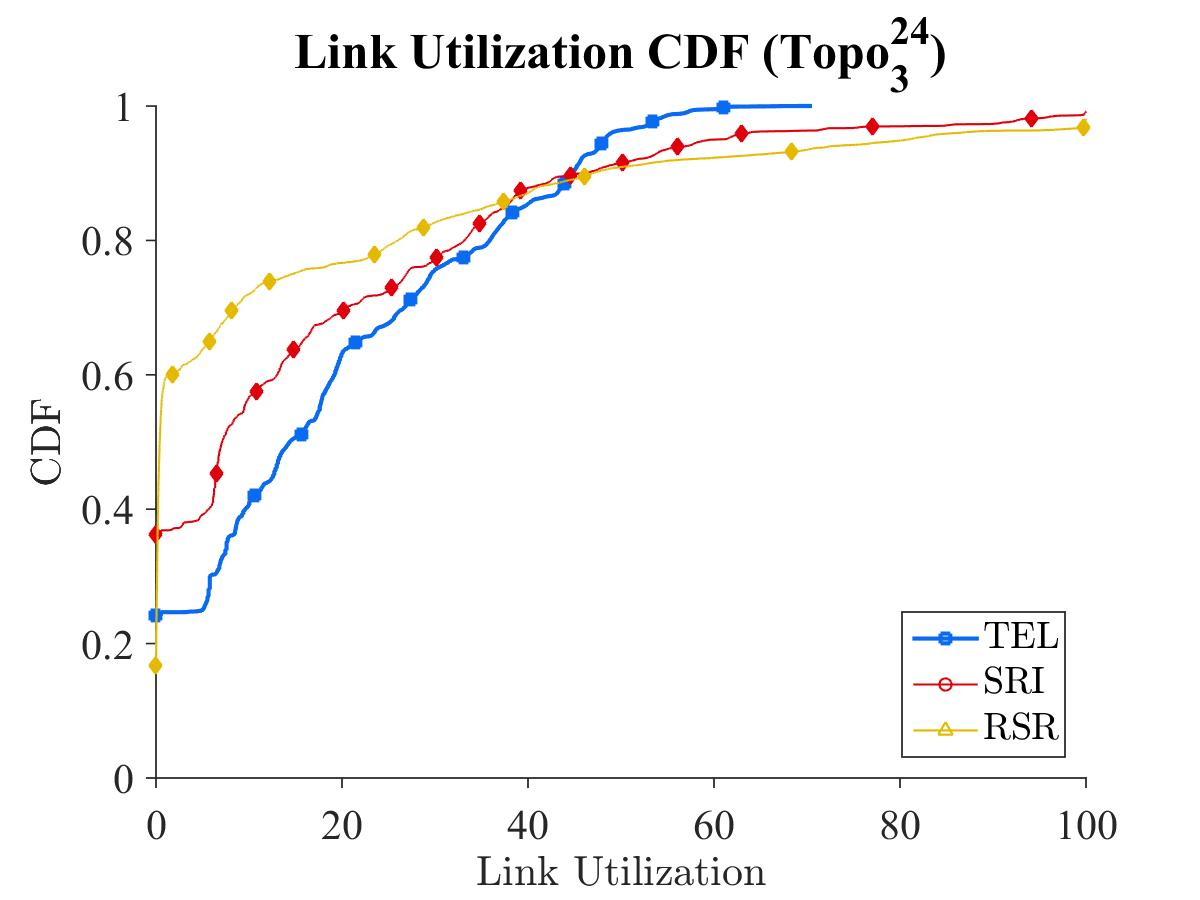 Link Utilization CDF (Topo₃²⁴)
1
0.8
0.6
0.4
0.2
0
CDF
0 20 40 60 80 100
Link Utilization
TEL
SRI
RSR